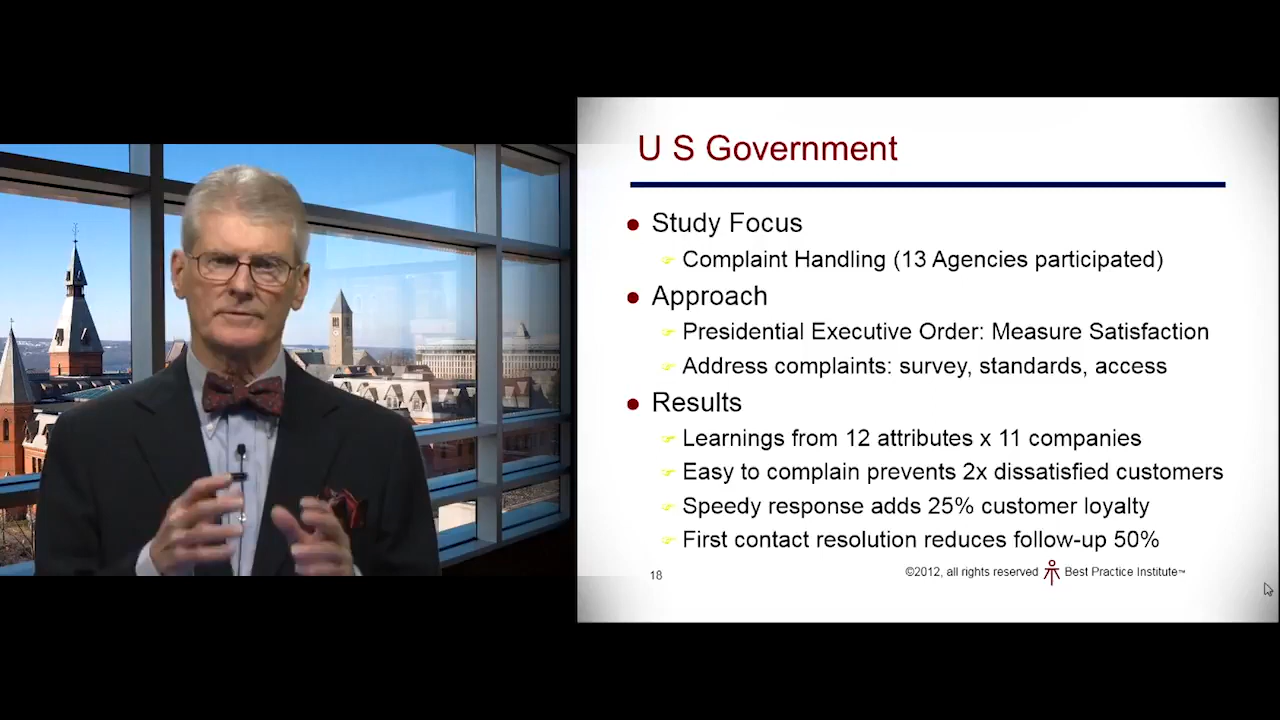 U S Government
Study Focus
Complaint Handling (13 Agencies participated)
Approach
Presidential Executive Order: Measure Satisfaction
Address complaints: survey, standards, access
Results
Learnings from 12 attributes x 11 companies
Easy to complain prevents 2x dissatisfied customers
Speedy response adds 25% customer loyalty
First contact resolution reduces follow-up 50%
18
©2012, all rights reserved Best Practice Institute™